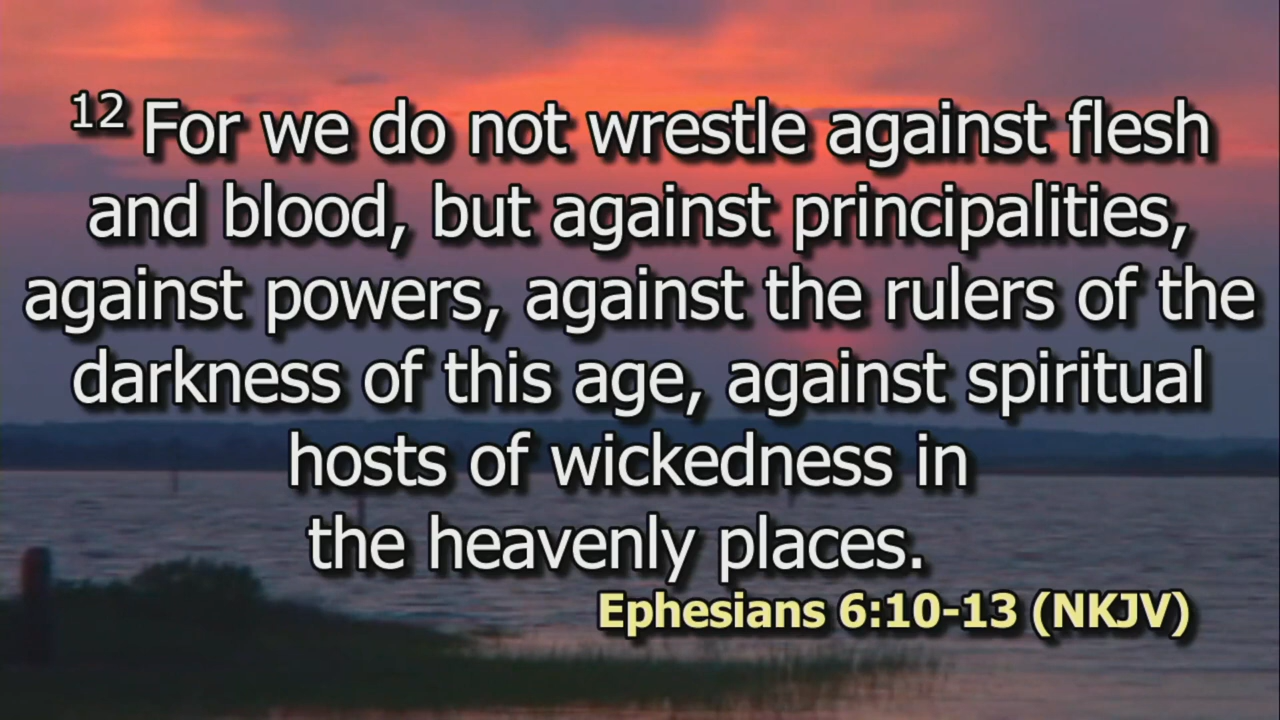 12 For we do not wrestle against flesh
and blood, but against principalities,
against powers, against the rulers of the
darkness of this age, against spiritual
hosts of wickedness in
the heavenly places.
Ephesians 6:10-13 (NKJV)